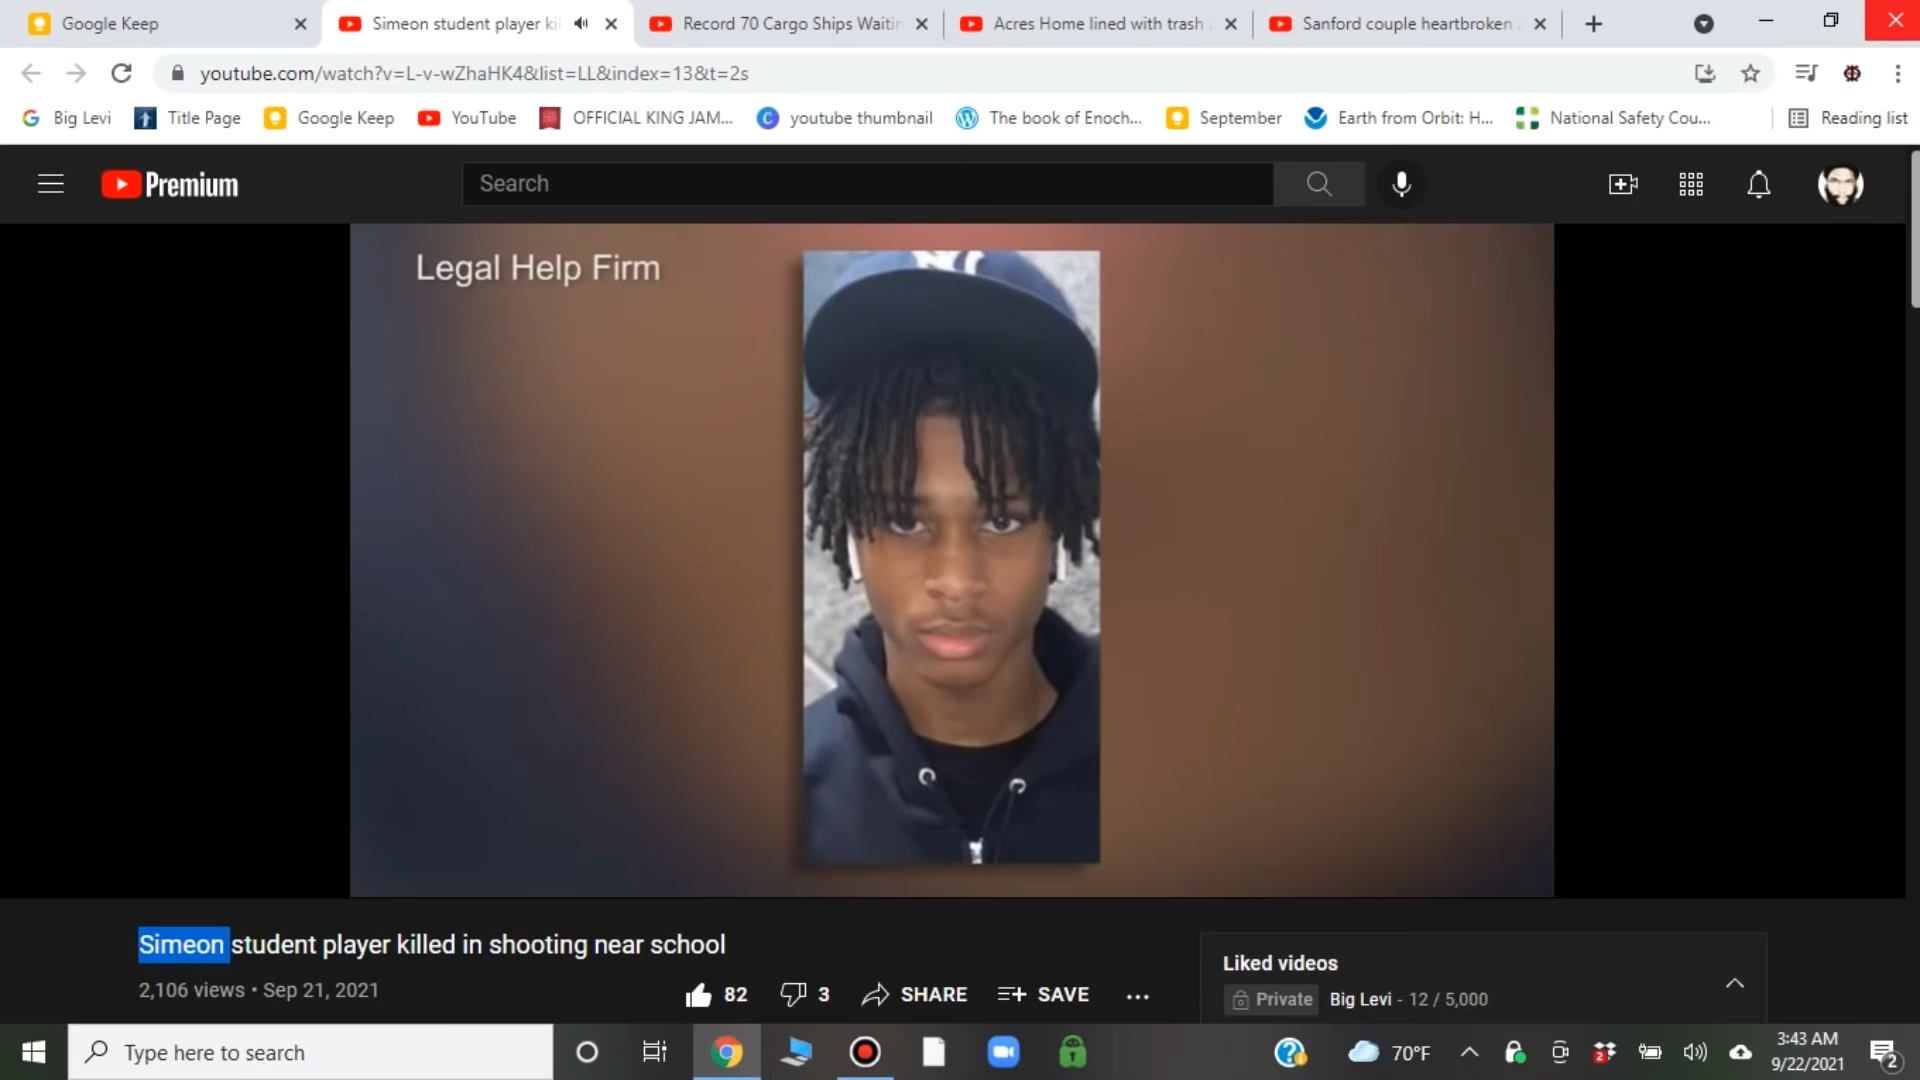 Google Keep
Simeon student player kil
Record 70 Cargo Ships Waitin
Acres Home lined with trash a
Sanford couple heartbroken a
youtube.com/watch?v=L-v-wZhaHK4&list=LL&index=13&t=2s
Big Levi
Title Page
Google Keep
YouTube
OFFICIAL KING JAM...
youtube thumbnail
The book of Enoch...
September
Earth from Orbit: H...
National Safety Cou...
Reading list
Premium
Search
Legal Help Firm
Simeon student player killed in shooting near school
2,106 views • Sep 21, 2021
82
3
SHARE
SAVE
Liked videos
Private Big Levi - 12 / 5,000
Type here to search
70°F
3:43 AM
9/22/2021
2